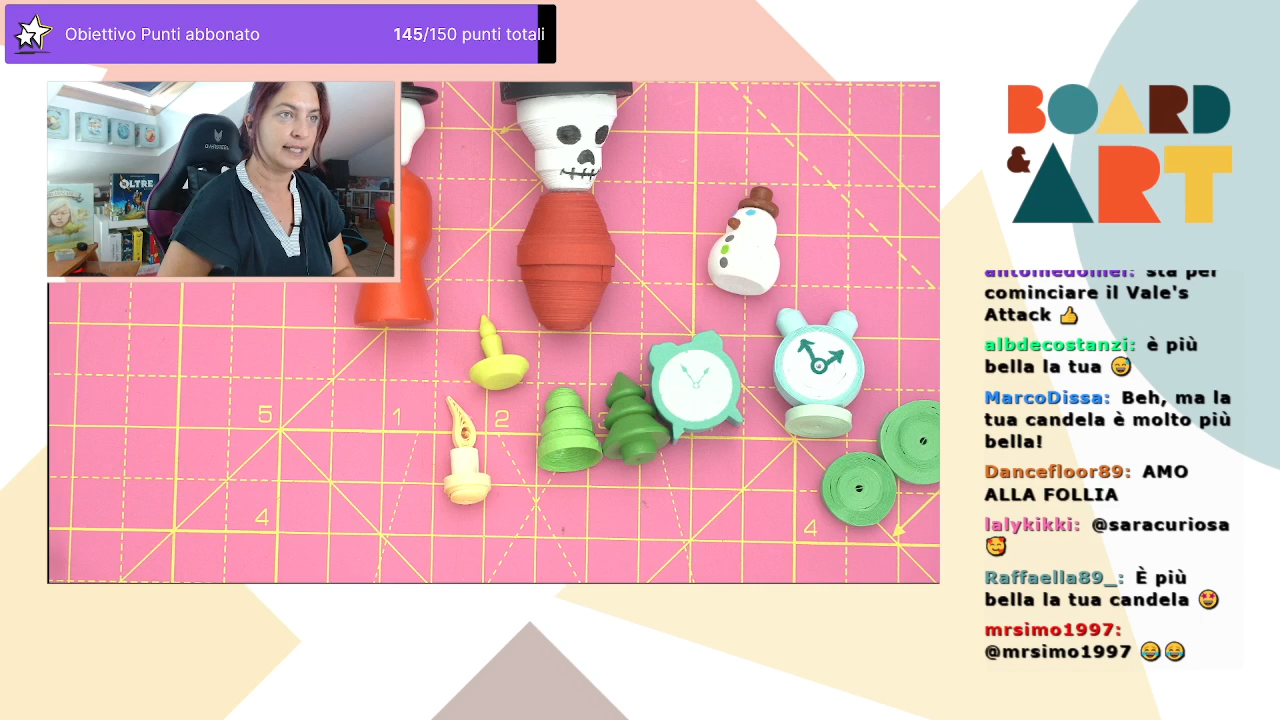 Obiettivo Punti abbonato
145/150 punti totali
BOARD
& ART
OLTRE
5
1
2
4
4
antoniedomei: sta per
cominciare il Vale's
Attack 👍
albdecostanzi: è più
bella la tua 😅
MarcoDissa: Beh, ma la
tua candela è molto più
bella!
Dancefloor89: AMO
ALLA FOLLIA
lalykikki: @saracuriosa
🥰
Raffaella89_: È più
bella la tua candela 🤩
mrsimo1997:
@mrsimo1997 😂😂